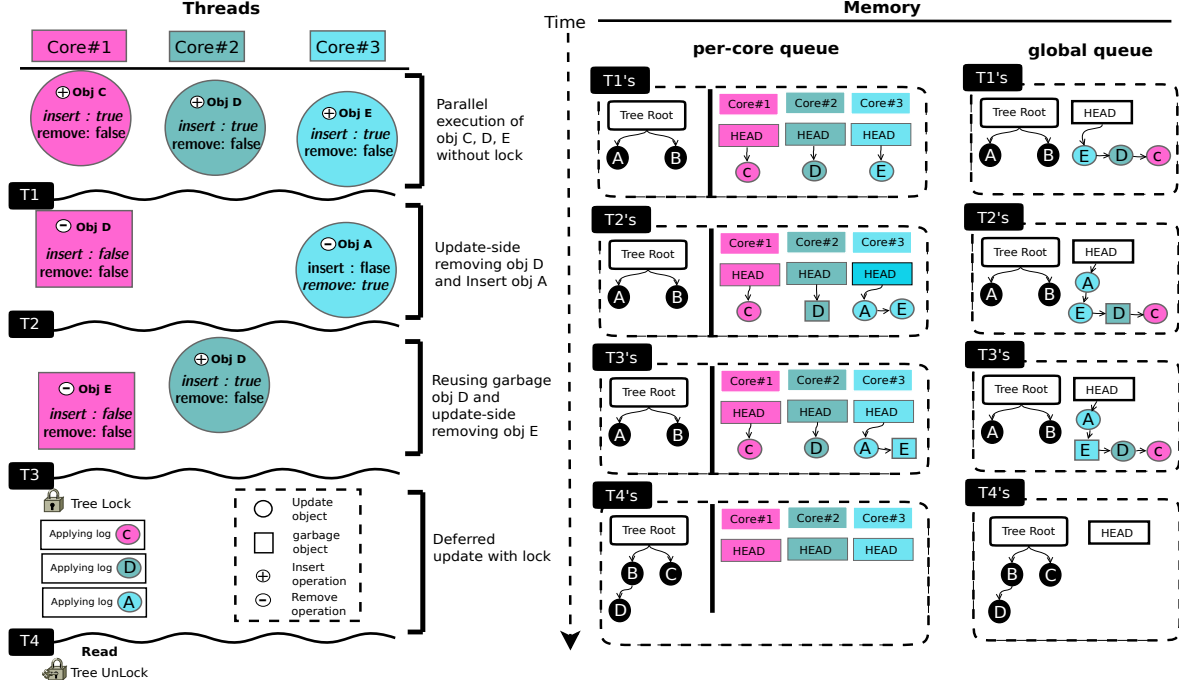 Threads
Core#1
Core#2
Core#3
Obj C
insert : true
remove: false
Obj D
insert : true
remove: false
Obj E
insert : true
remove: false
Parallel
execution of
obj C, D, E
without lock
T1
Obj D
insert : false
remove: false
Obj A
insert : flase
remove: true
Update-side
removing obj D
and Insert obj A
T2
Obj E
insert : false
remove: false
Obj D
insert : true
remove: false
Reusing garbage
obj D and
update-side
removing obj E
T3
Tree Lock
Applying log C
Applying log D
Applying log A
Update
object
garbage
object
Insert
operation
Remove
operation
Deferred
update with lock
T4
Read
Tree UnLock
Time
Memory
per-core queue
T1's
Tree Root
A
B
Core#1
Core#2
Core#3
HEAD
HEAD
HEAD
C
D
E
T2's
Tree Root
A
B
Core#1
Core#2
Core#3
HEAD
HEAD
HEAD
C
D
A
E
T3's
Tree Root
A
B
Core#1
Core#2
Core#3
HEAD
HEAD
HEAD
C
D
A
E
T4's
Tree Root
B
C
D
Core#1
Core#2
Core#3
HEAD
HEAD
HEAD
global queue
T1's
Tree Root
A
B
HEAD
E
D
C
T2's
Tree Root
A
B
HEAD
A
E
D
C
T3's
Tree Root
A
B
HEAD
A
E
D
C
T4's
Tree Root
B
C
D
HEAD